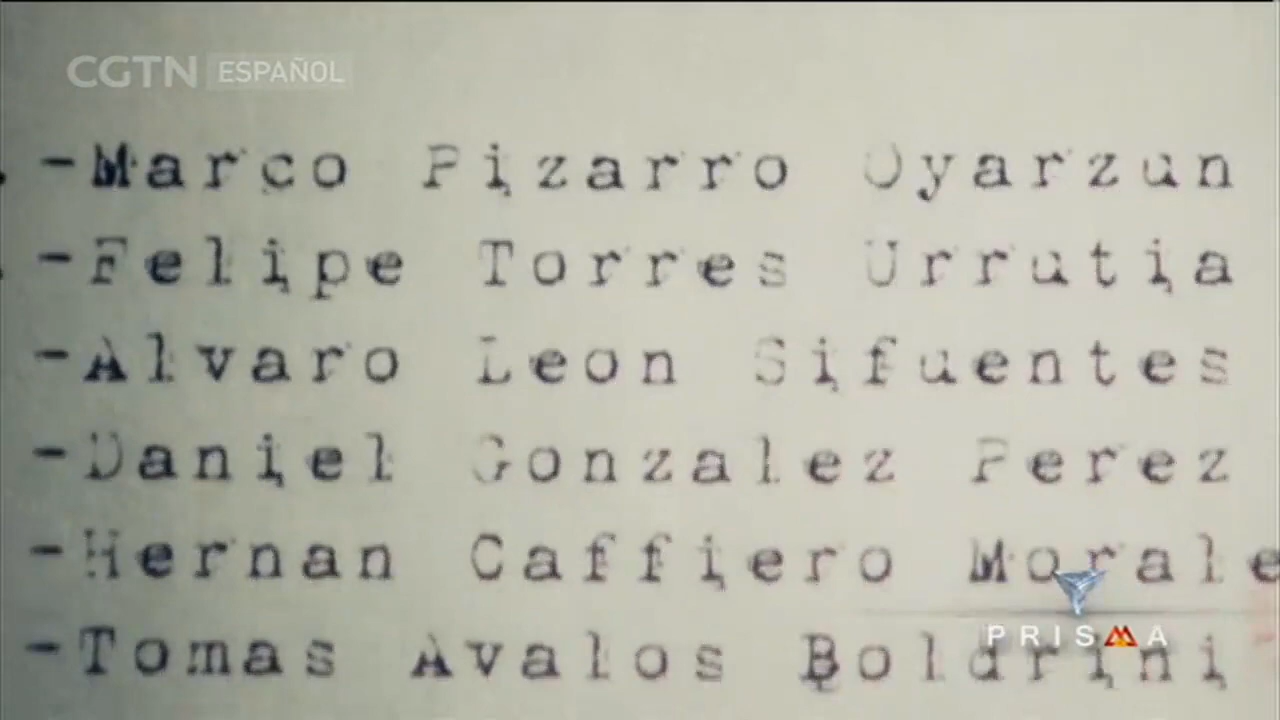 CGTN ESPAÑOL
-Marco Pizarro Oyarzun
-Felipe Torres Urrutia
-Alvaro Leon Sifuentes
-Daniel Gonzalez Perez
-Hernan Caffiero Morale
-Tomas Avalos Boldrini
PRISMA